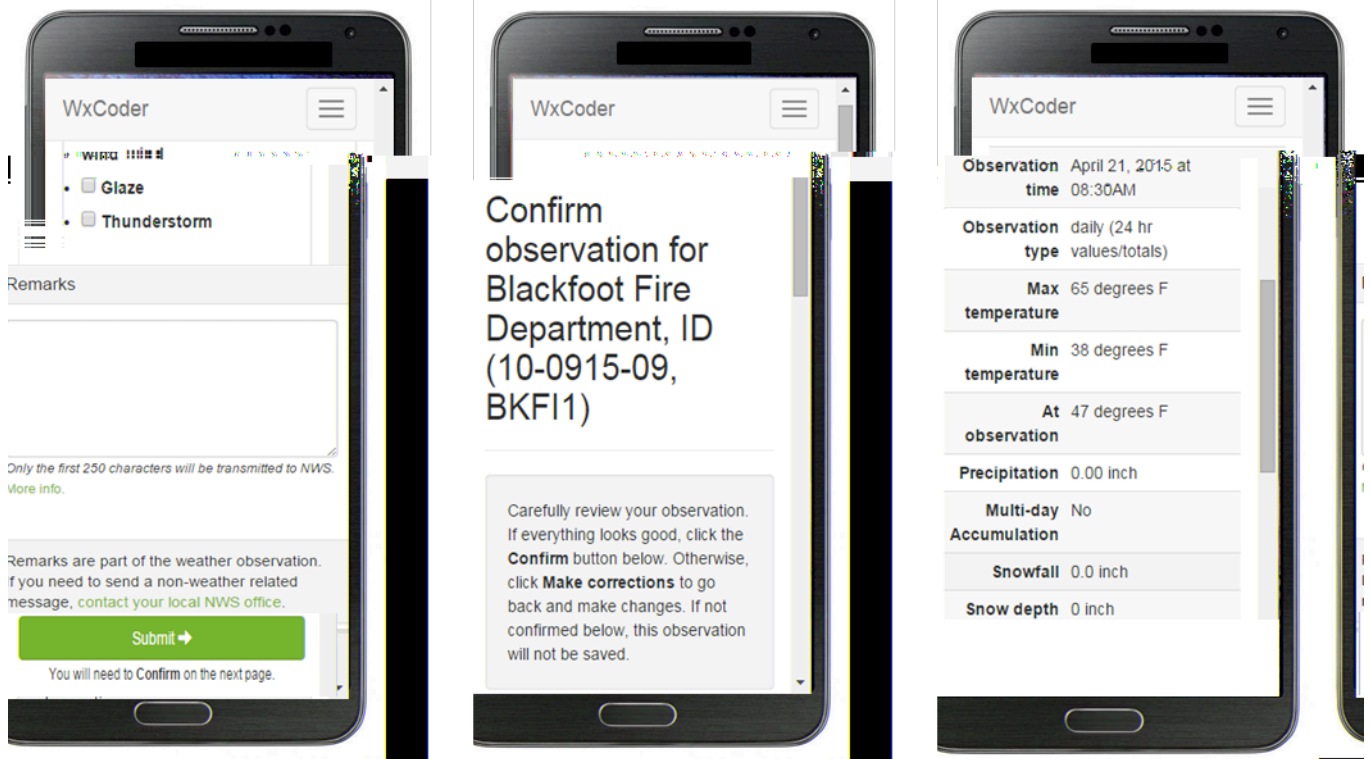 WxCoder
Glaze
Thunderstorm
Remarks
Only the first 250 characters will be transmitted to NWS.
More info.
Remarks are part of the weather observation.
If you need to send a non-weather related
message, contact your local NWS office.
Submit
You will need to Confirm on the next page.
WxCoder
Confirm
observation for
Blackfoot Fire
Department, ID
(10-0915-09,
BKFI1)
Carefully review your observation.
If everything looks good, click the
Confirm button below. Otherwise,
click Make corrections to go
back and make changes. If not
confirmed below, this observation
will not be saved.
WxCoder
Observation April 21, 2015 at
time 08:30AM
Observation daily (24 hr
type values/totals)
Max 65 degrees F
temperature
Min 38 degrees F
temperature
At 47 degrees F
observation
Precipitation 0.00 inch
Multi-day No
Accumulation
Snowfall 0.0 inch
Snow depth 0 inch